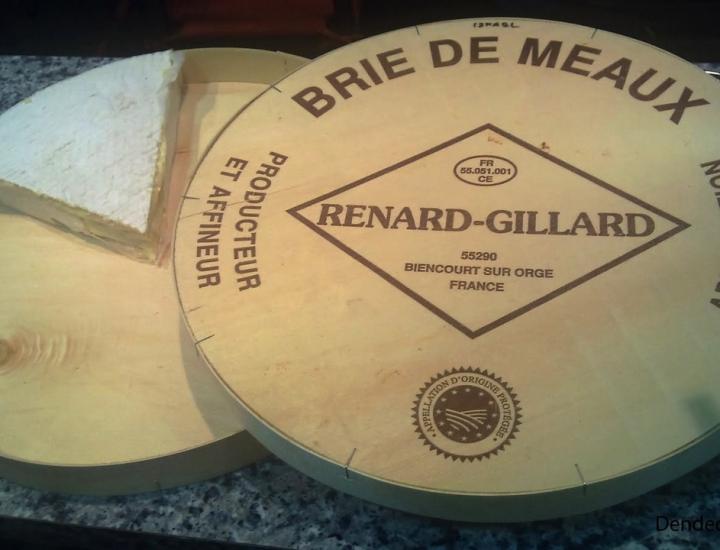 BRIE DE MEAUX
PRODUCTEUR
ET AFFINEUR
FR
55.051.001
CE
RENARD-GILLARD
55290
BIENCOURT SUR ORGE
FRANCE
APPELLATION D'ORIGINE PROTÉGÉE